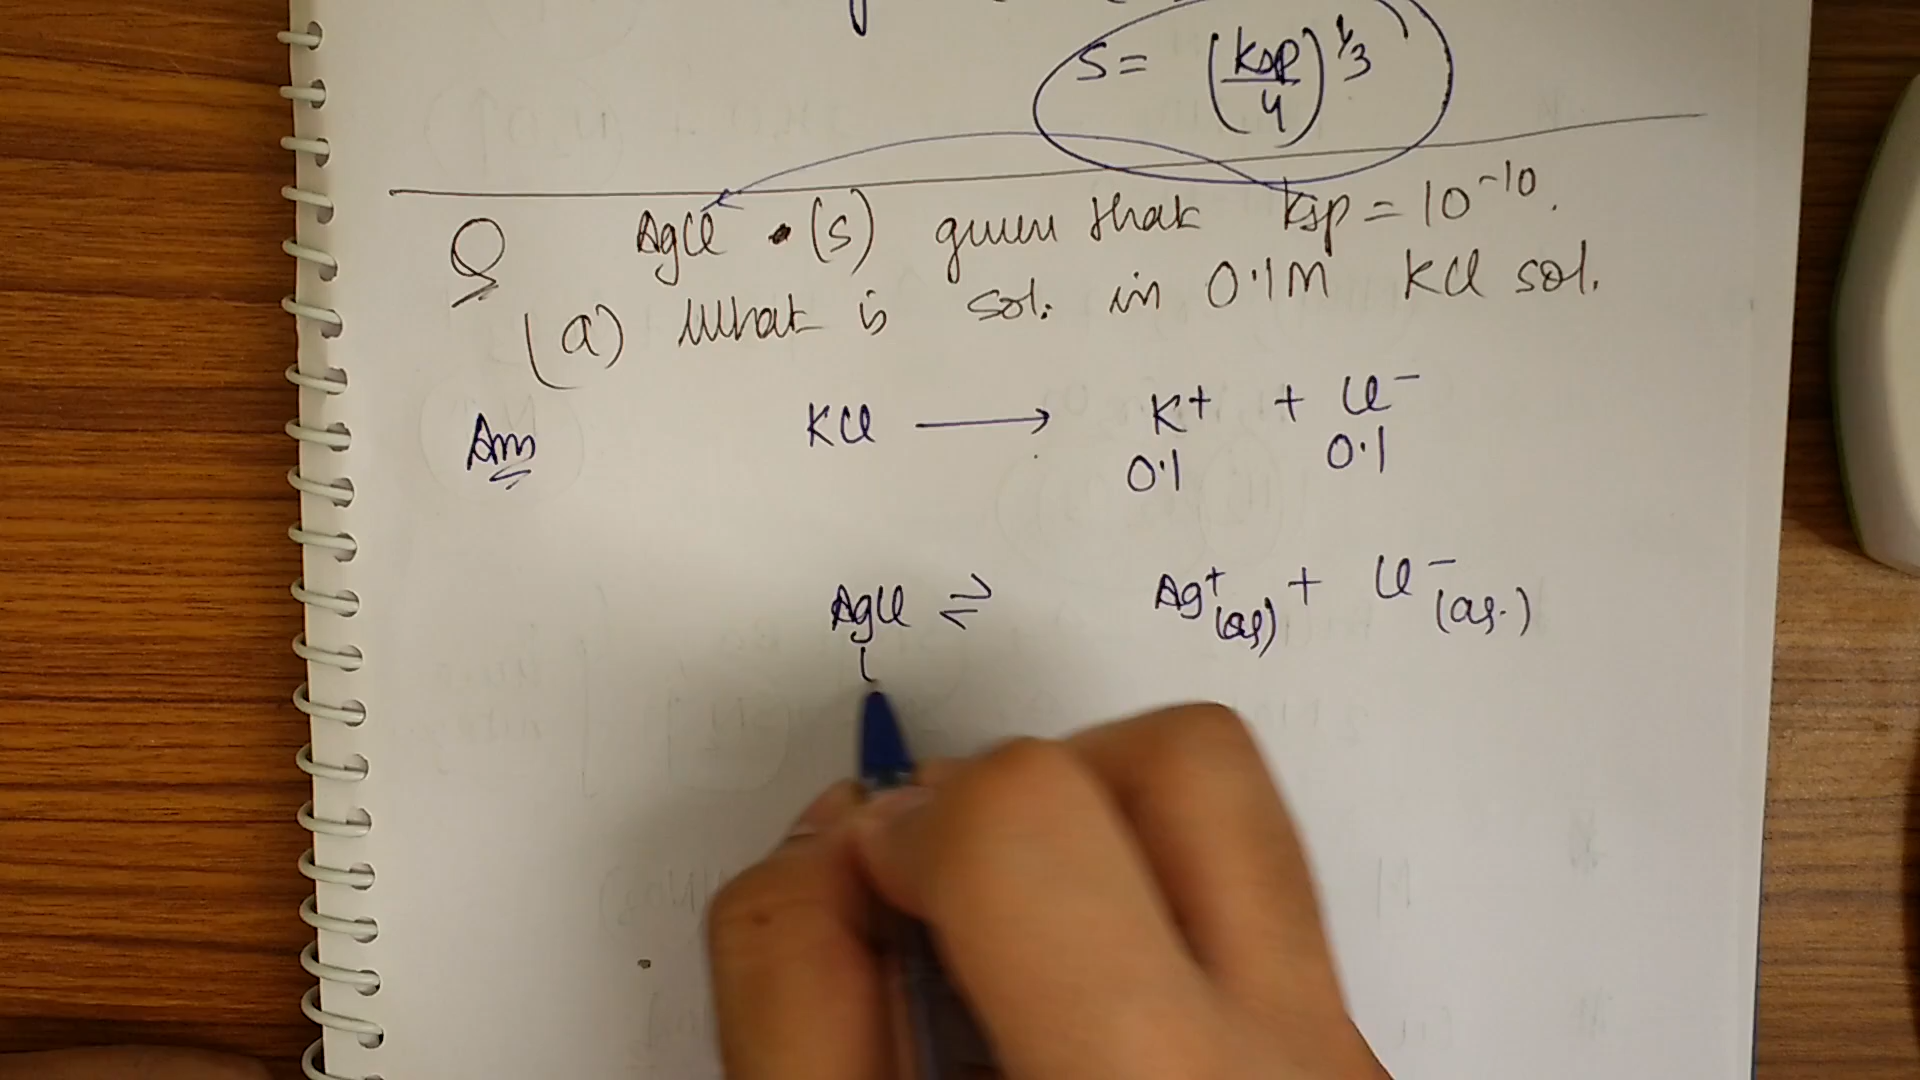 S = (Ksp/4)^1/3
Q AgCl (s) given that Ksp = 10^-10.
(a) What is sol. in 0.1M KCl sol.
Ans KCl ⟶ K+ + Cl−
0.1 0.1
AgCl ⇌ Ag+(aq) + Cl−(aq.)